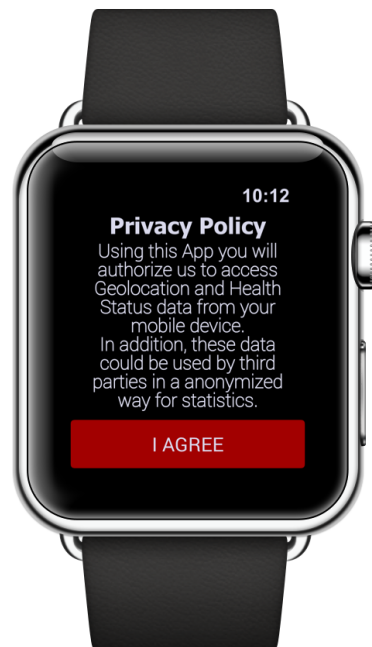 10:12
Privacy Policy
Using this App you will
authorize us to access
Geolocation and Health
Status data from your
mobile device.
In addition, these data
could be used by third
parties in a anonymized
way for statistics.
I AGREE